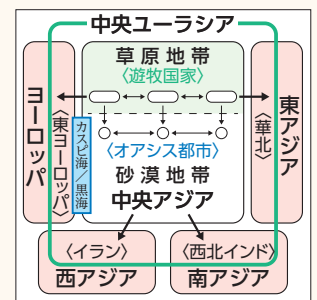 中央ユーラシア
草原地帯
〈遊牧国家〉
ヨーロッパ
〈東ヨーロッパ〉
カスピ海/黒海
〈オアシス都市〉
砂漠地帯
中央アジア
東アジア
〈華北〉
〈イラン〉
西アジア
〈西北インド〉
南アジア